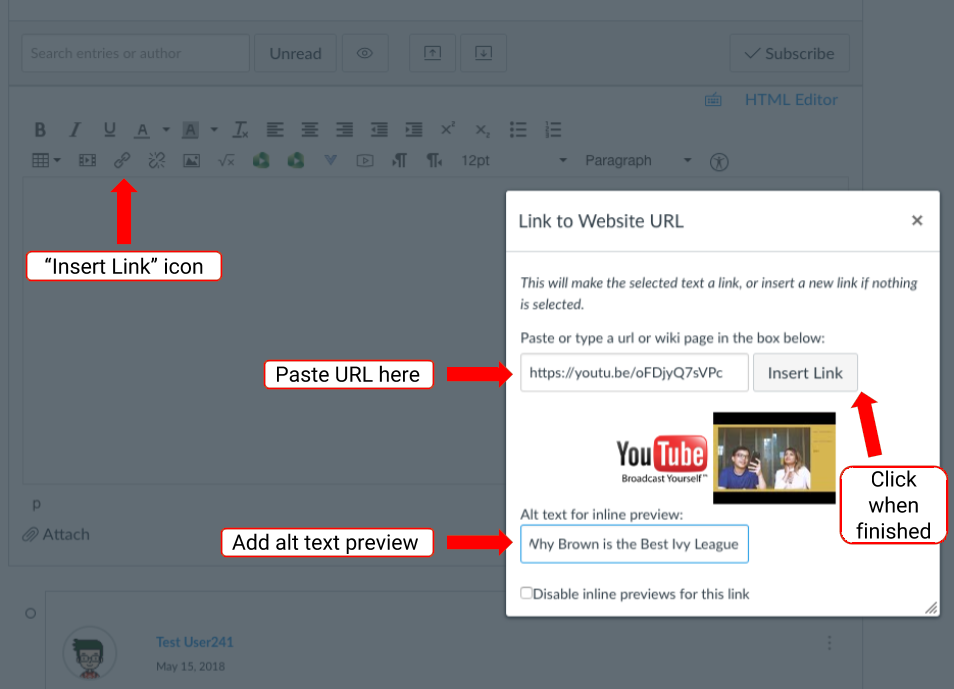 Search entries or author
Unread
Subscribe
HTML Editor
B I U A A Tx x² x₂
√x 12pt Paragraph
“Insert Link” icon
Link to Website URL
×
This will make the selected text a link, or insert a new link if nothing
is selected.
Paste or type a url or wiki page in the box below:
Paste URL here
https://youtu.be/oFDjyQ7sVPc
Insert Link
YouTube
Broadcast Yourself™
Click
when
finished
Alt text for inline preview:
Add alt text preview
Why Brown is the Best Ivy League
Disable inline previews for this link
p
Attach
Test User241
May 15, 2018